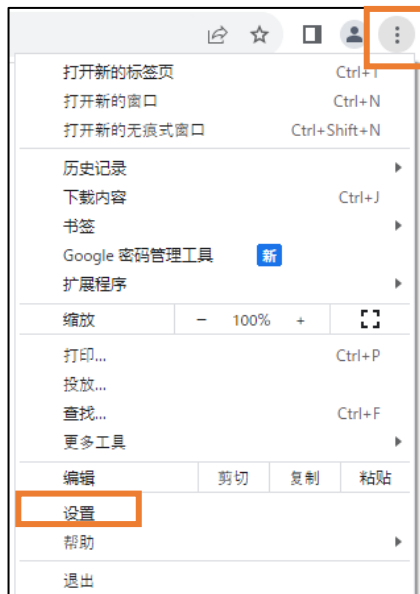 打开新的标签页 Ctrl+T
打开新的窗口 Ctrl+N
打开新的无痕式窗口 Ctrl+Shift+N
历史记录
下载内容 Ctrl+J
书签
Google 密码管理工具 新
扩展程序
缩放 － 100% +
打印... Ctrl+P
投放...
查找... Ctrl+F
更多工具
编辑 剪切 复制 粘贴
设置
帮助
退出